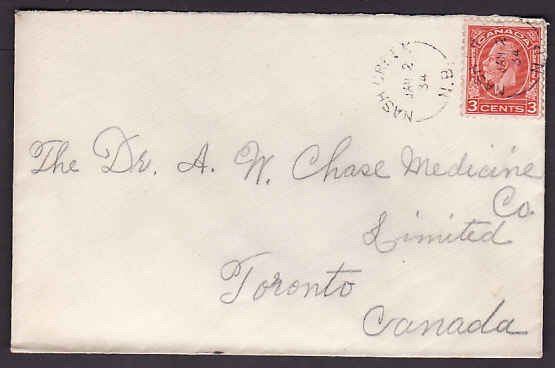 NASH CREEK
JAN 2
34
N.B.
CANADA
3 CENTS 3
The Dr. A. W. Chase Medicine
Co.
Limited
Toronto
Canada